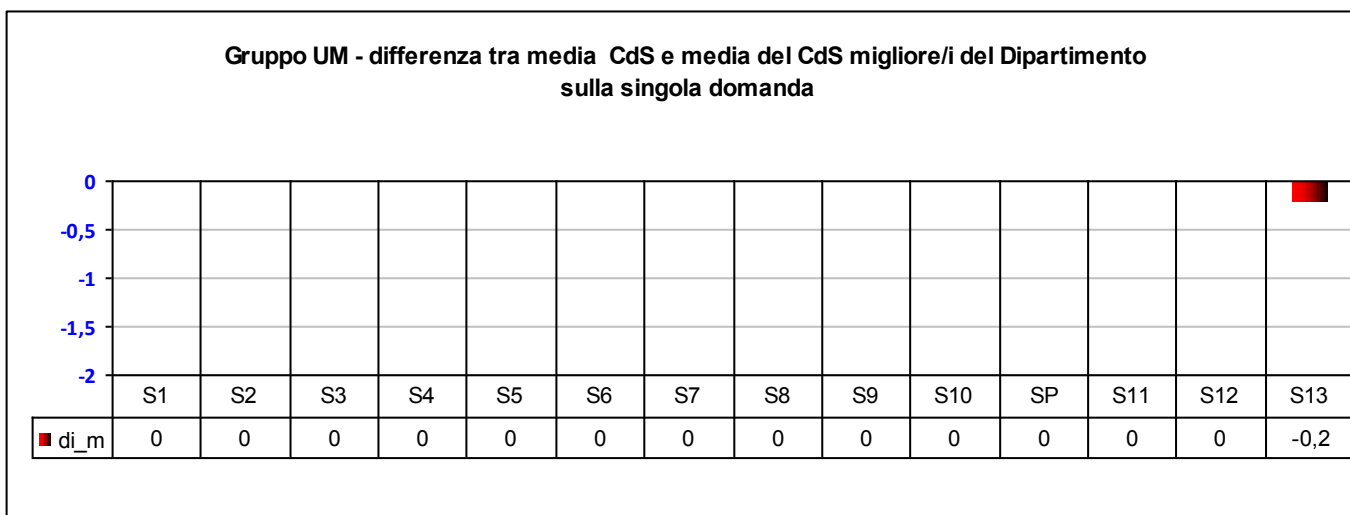 Gruppo UM - differenza tra media CdS e media del CdS migliore/i del Dipartimento
sulla singola domanda
0
-0,5
-1
-1,5
-2
S1 S2 S3 S4 S5 S6 S7 S8 S9 S10 SP S11 S12 S13
di_m 0 0 0 0 0 0 0 0 0 0 0 0 0 -0,2